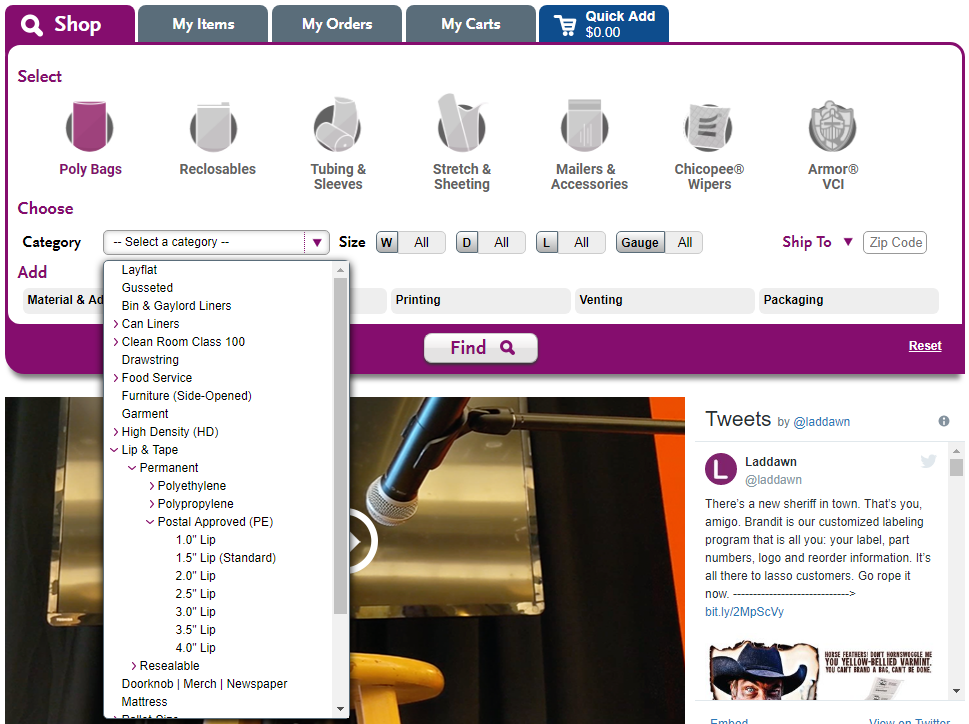 Shop
My Items
My Orders
My Carts
Quick Add
$0.00
Select
Poly Bags
Reclosables
Tubing &
Sleeves
Stretch &
Sheeting
Mailers &
Accessories
Chicopee®
Wipers
Armor®
VCI
Choose
Category
-- Select a category --
Size
W All
D All
L All
Gauge All
Ship To
Zip Code
Add
Material & Ad
Printing
Venting
Packaging
Layflat
Gusseted
Bin & Gaylord Liners
Can Liners
Clean Room Class 100
Drawstring
Food Service
Furniture (Side-Opened)
Garment
High Density (HD)
Lip & Tape
Permanent
Polyethylene
Polypropylene
Postal Approved (PE)
1.0" Lip
1.5" Lip (Standard)
2.0" Lip
2.5" Lip
3.0" Lip
3.5" Lip
4.0" Lip
Resealable
Doorknob | Merch | Newspaper
Mattress
Pallet Size
Find
Reset
Tweets by @laddawn
L
Laddawn
@laddawn
There's a new sheriff in town. That's you,
amigo. Brandit is our customized labeling
program that is all you: your label, part
numbers, logo and reorder information. It's
all there to lasso customers. Go rope it
now. ---------------------------->
bit.ly/2MpScVy
HORSE FEATHERS! DON'T HORNSWOGGLE ME
YOU YELLOW-BELLIED VARMINT.
YOU CAN'T BRAND A BAG, CAN'T BE DONE.
Embed
View on Twitter